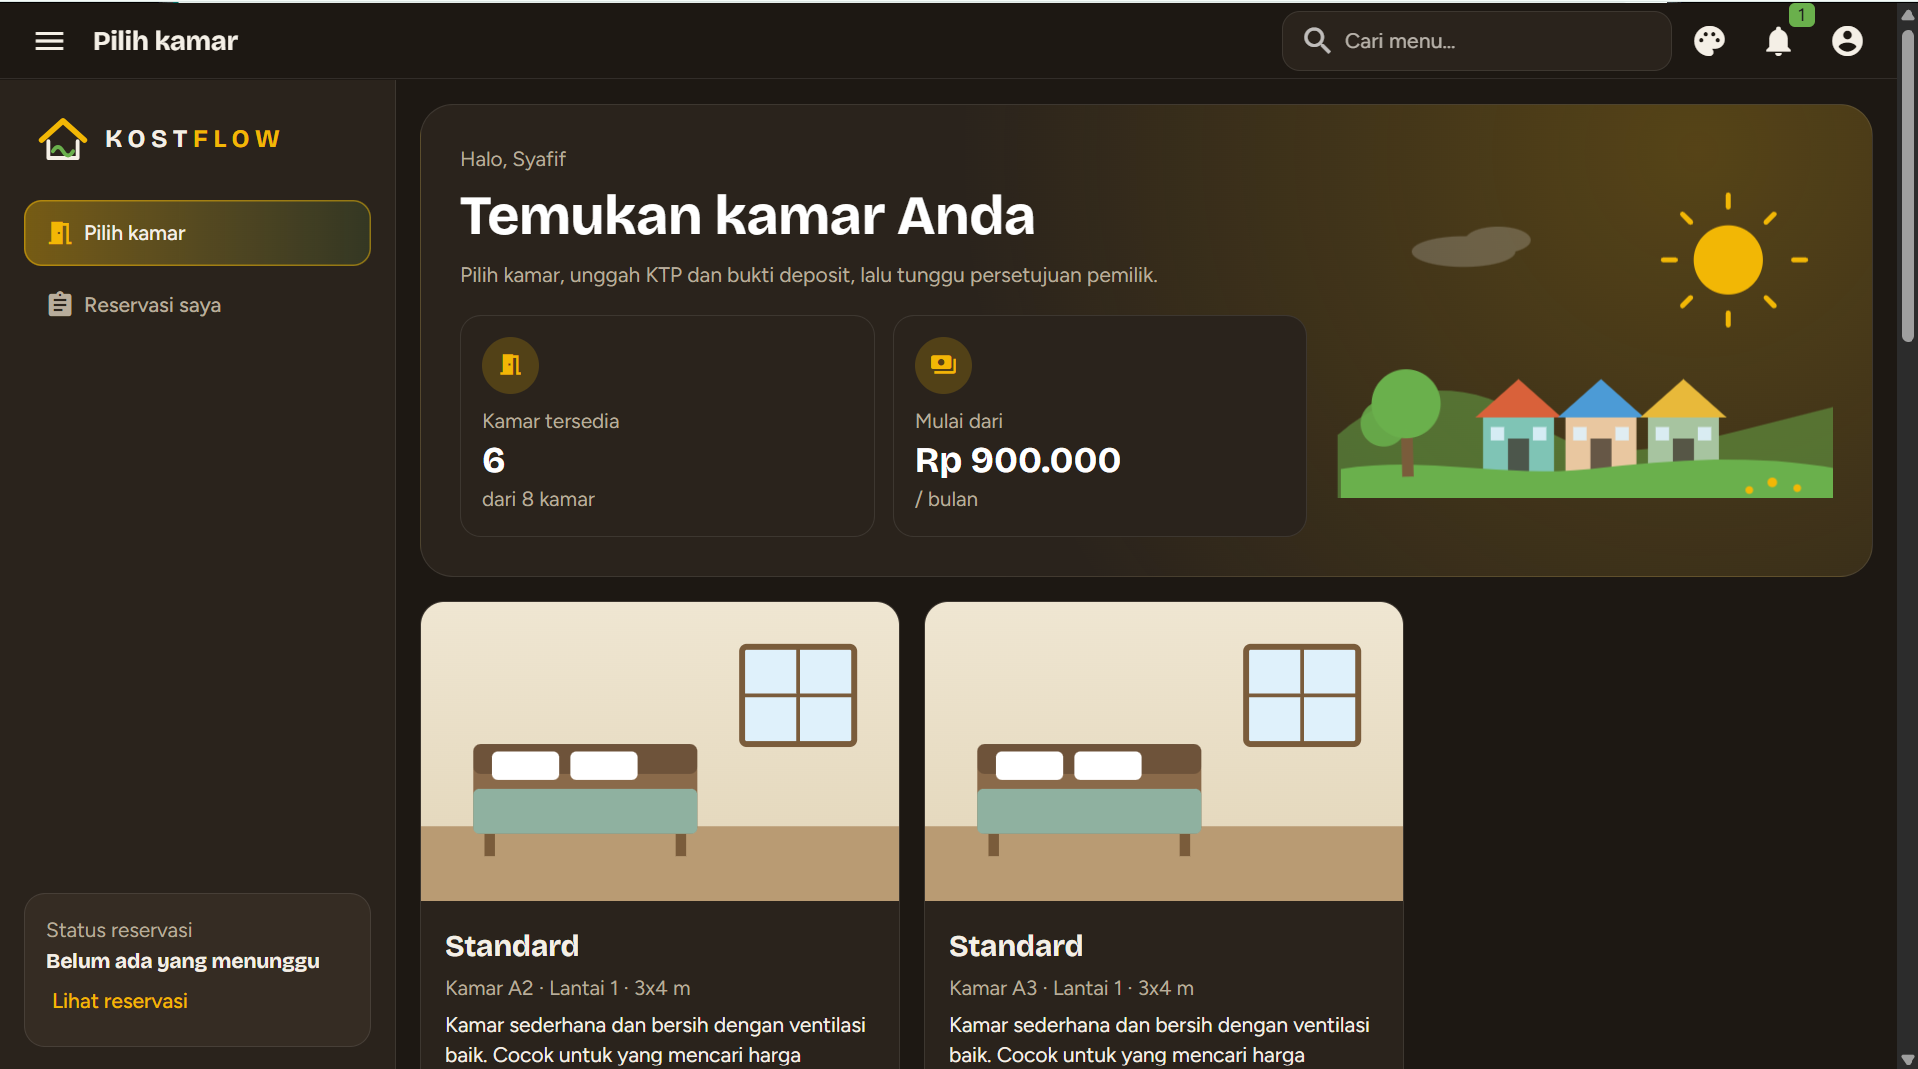 Pilih kamar
Cari menu...
1
KOSTFLOW
Pilih kamar
Reservasi saya
Status reservasi
Belum ada yang menunggu
Lihat reservasi
Halo, Syafif
Temukan kamar Anda
Pilih kamar, unggah KTP dan bukti deposit, lalu tunggu persetujuan pemilik.
Kamar tersedia
6
dari 8 kamar
Mulai dari
Rp 900.000
/ bulan
Standard
Kamar A2 · Lantai 1 · 3x4 m
Kamar sederhana dan bersih dengan ventilasi
baik. Cocok untuk yang mencari harga
Standard
Kamar A3 · Lantai 1 · 3x4 m
Kamar sederhana dan bersih dengan ventilasi
baik. Cocok untuk yang mencari harga